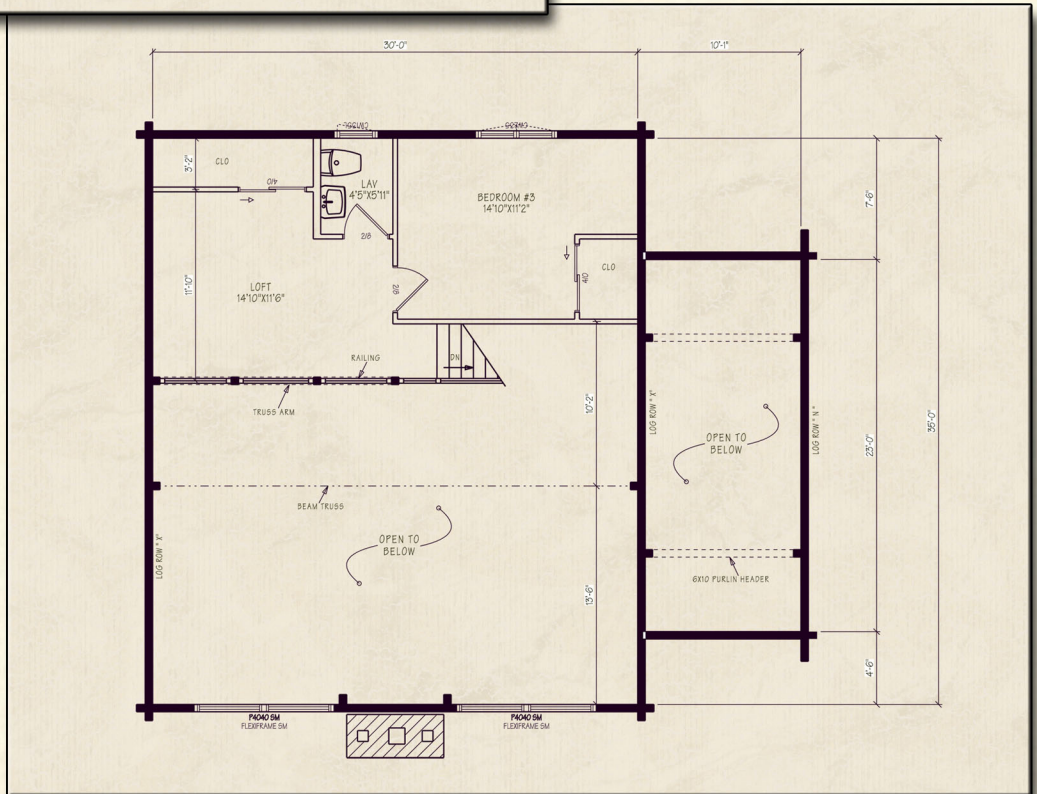 30'-0"
10'-1"
CLO
3'-2"
4/0
LAV
4'5"X5'11"
2/8
BEDROOM #3
14'10"X11'2"
CLO
4/0
7'-6"
LOFT
14'10"X11'6"
11'-10"
2/8
DN
RAILING
TRUSS ARM
10'-2"
LOG ROW " X"
OPEN TO
BELOW
LOG ROW " N "
23'-0"
35'-0"
BEAM TRUSS
OPEN TO
BELOW
LOG ROW " X"
13'-6"
6X10 PURLIN HEADER
4'-6"
P4040 SM
FLEXIFRAME SM
P4040 SM
FLEXIFRAME SM